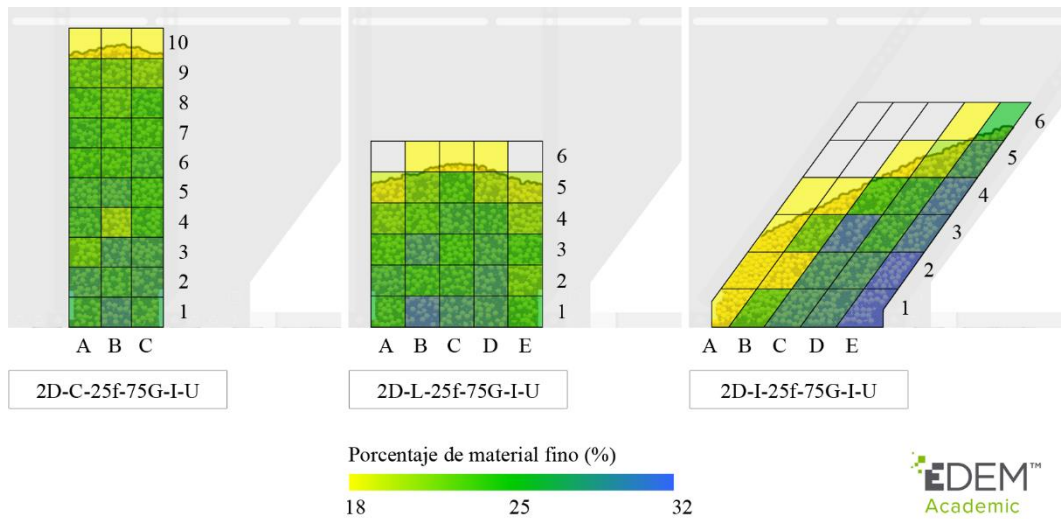 10
9
8
7
6
5
4
3
2
1
A B C
2D-C-25f-75G-I-U
6
5
4
3
2
1
A B C D E
2D-L-25f-75G-I-U
6
5
4
3
2
1
A B C D E
2D-I-25f-75G-I-U
Porcentaje de material fino (%)
18 25 32
EDEM™
Academic